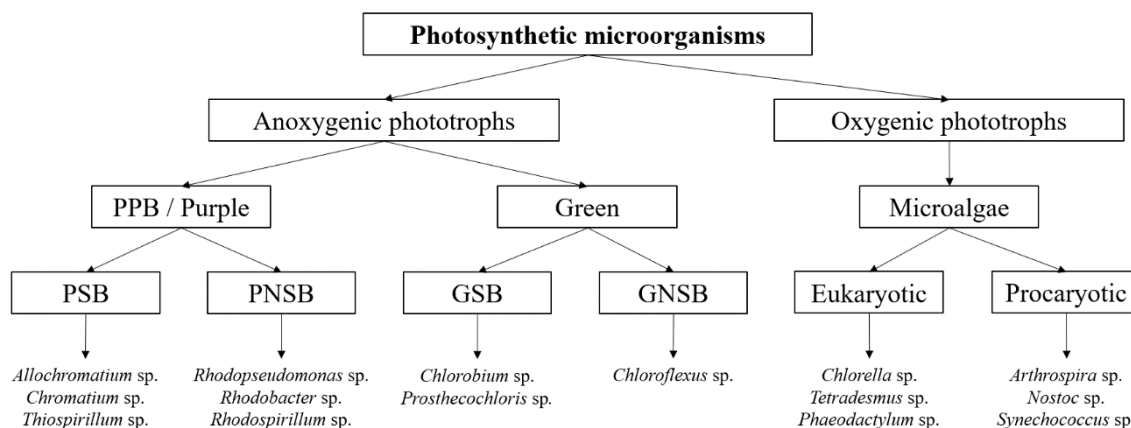 Photosynthetic microorganisms
Anoxygenic phototrophs
Oxygenic phototrophs
PPB / Purple
Green
Microalgae
PSB
PNSB
GSB
GNSB
Eukaryotic
Procaryotic
Allochromatium sp.
Chromatium sp.
Thiospirillum sp.
Rhodopseudomonas sp.
Rhodobacter sp.
Rhodospirillum sp.
Chlorobium sp.
Prosthecochloris sp.
Chloroflexus sp.
Chlorella sp.
Tetradesmus sp.
Phaeodactylum sp.
Arthrospira sp.
Nostoc sp.
Synechococcus sp